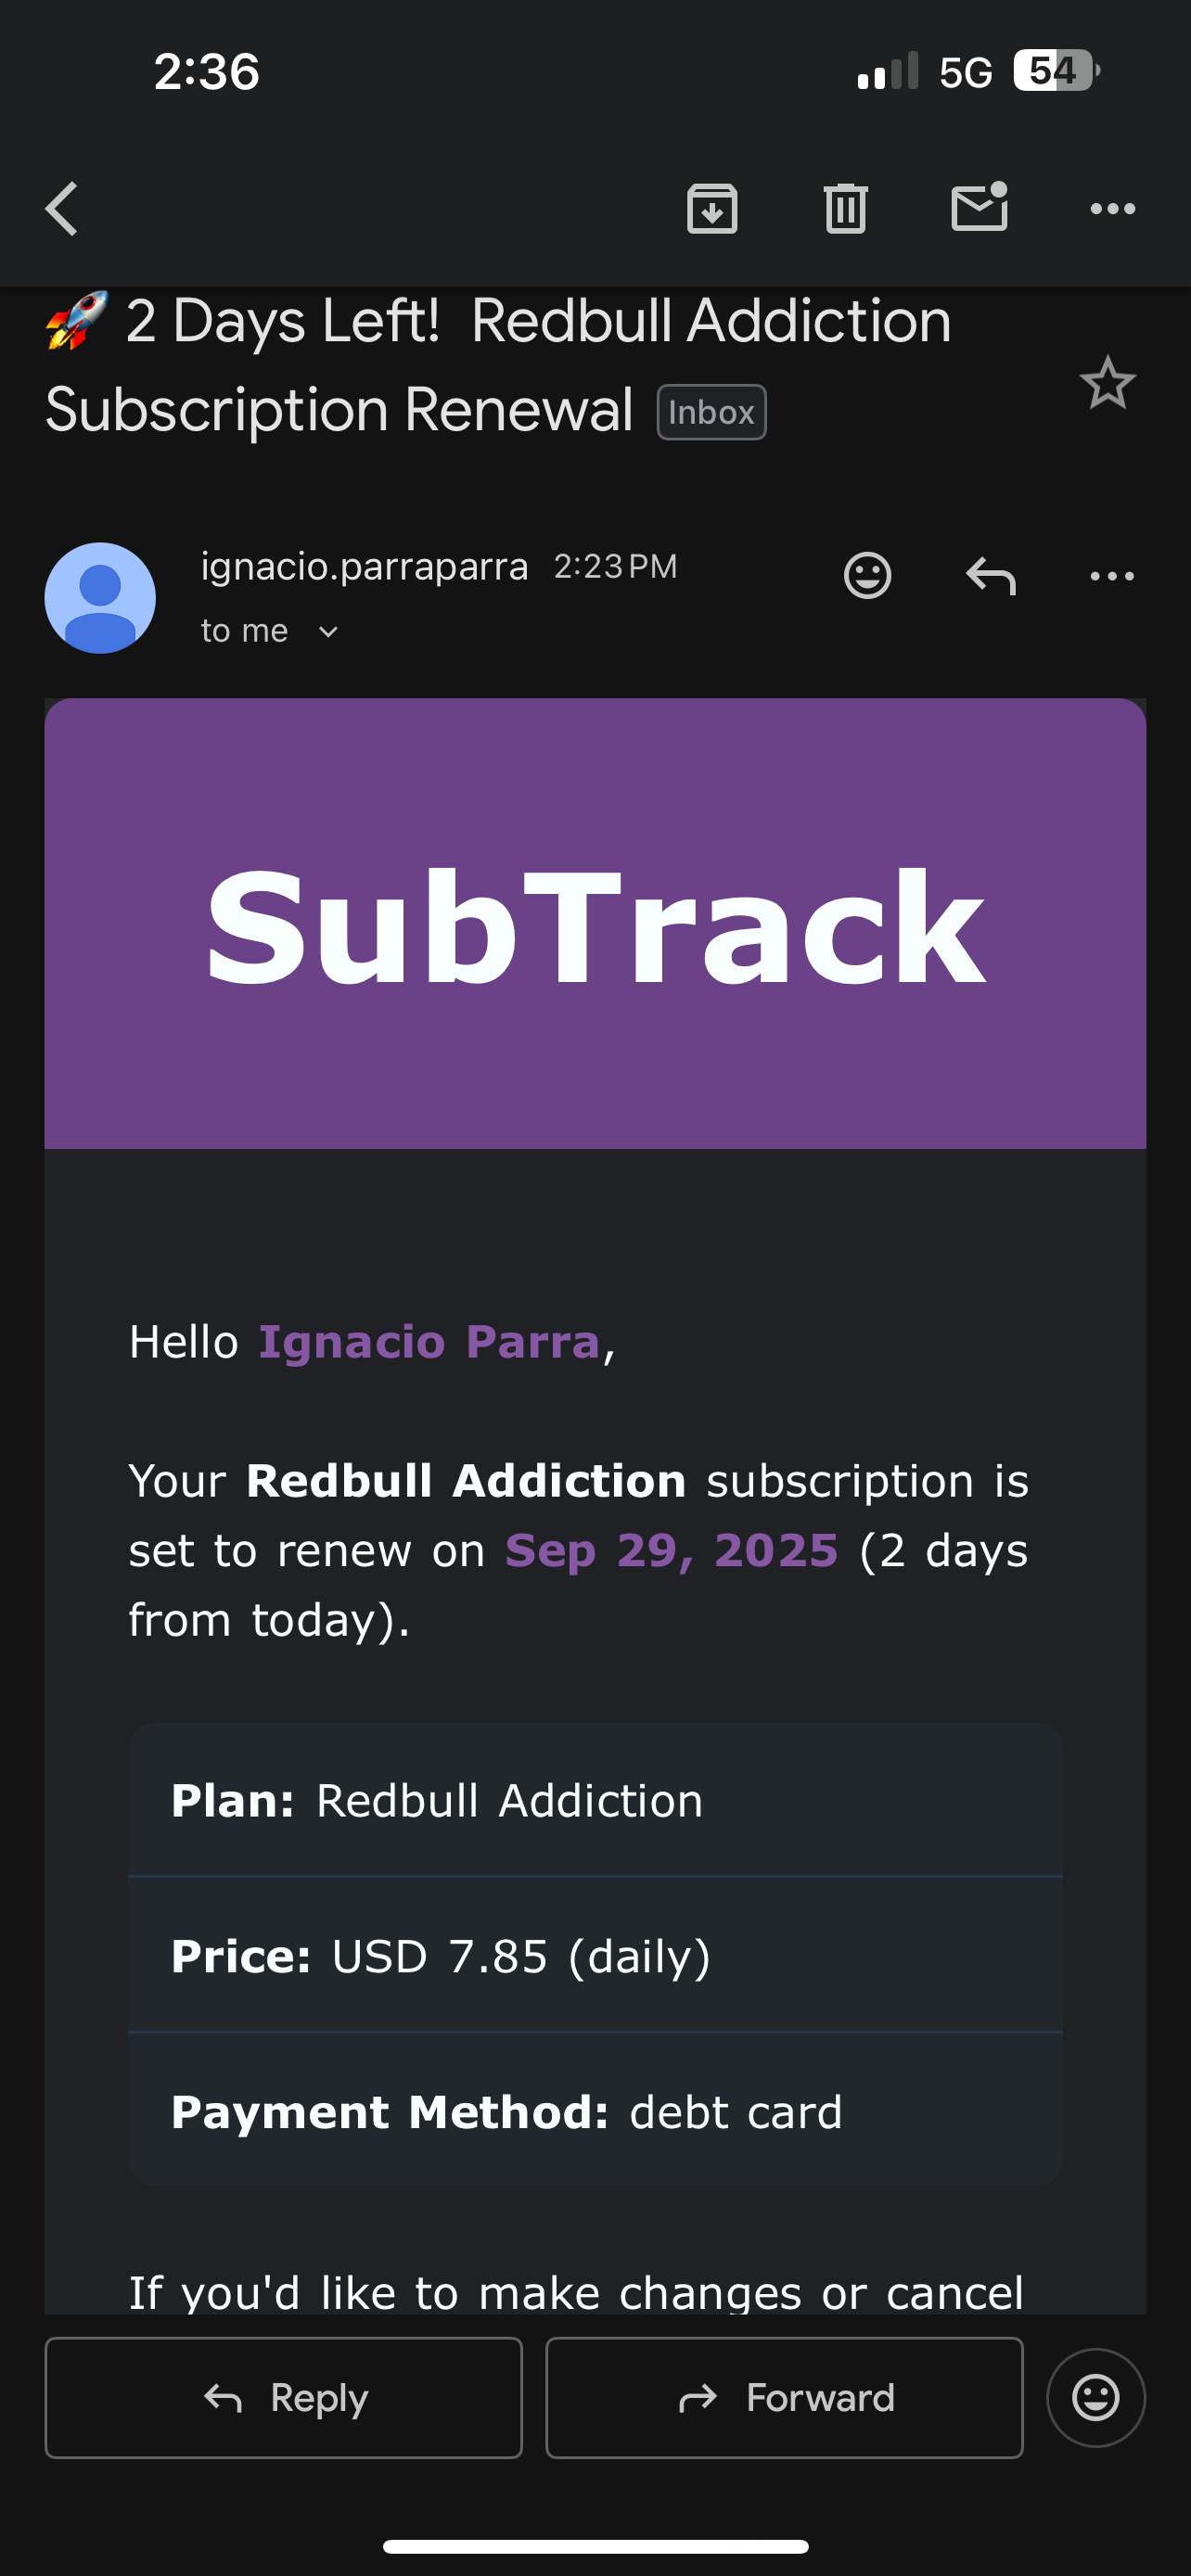 2:36
5G 54
🚀 2 Days Left!  Redbull Addiction
Subscription Renewal Inbox
ignacio.parraparra 2:23 PM
to me
SubTrack
Hello Ignacio Parra,
Your Redbull Addiction subscription is
set to renew on Sep 29, 2025 (2 days
from today).
Plan: Redbull Addiction
Price: USD 7.85 (daily)
Payment Method: debt card
If you'd like to make changes or cancel
Reply Forward